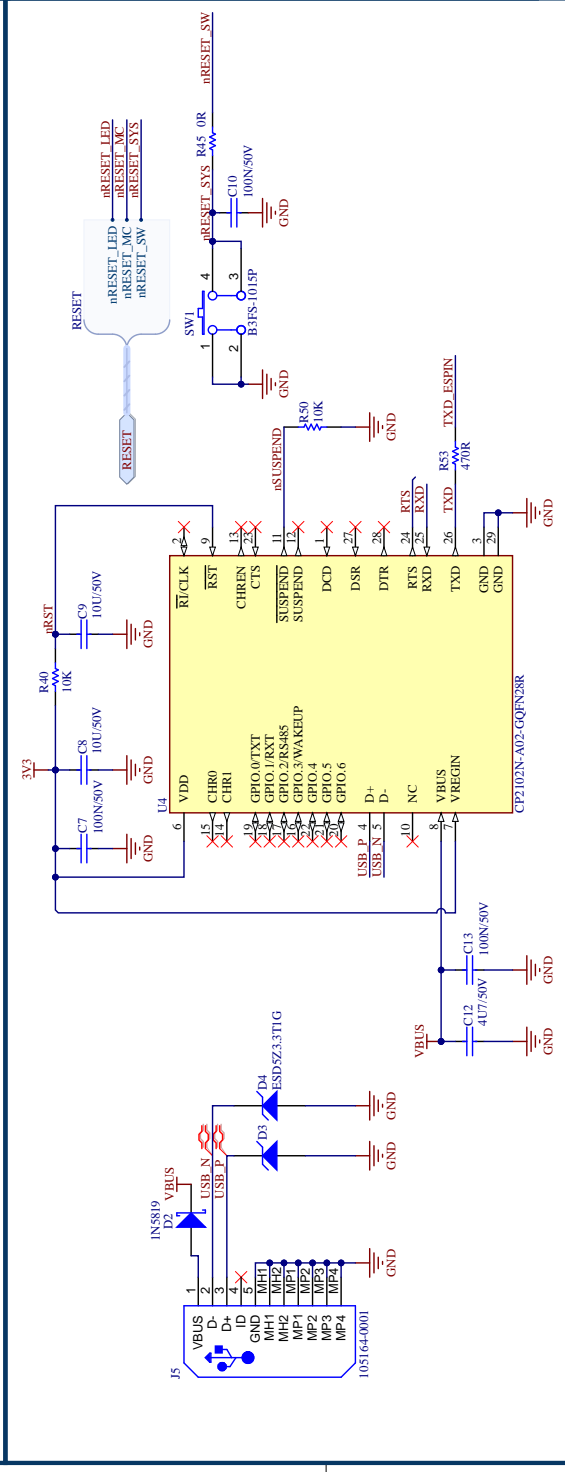 J5
105164-0001
VBUS
D-
D+
ID
GND
MH1
MH2
MP1
MP2
MP3
MP4
1
2
3
4
5
MH1
MH2
MP1
MP2
MP3
MP4
GND
1N5819
D2
VBUS
USB_N
USB_P
D3
D4
ESD5Z3.3T1G
GND
GND
VBUS
C12
4U7/50V
GND
C13
100N/50V
GND
3V3
C7
100N/50V
GND
C8
10U/50V
GND
R40
10K
nRST
C9
10U/50V
GND
U4
6
VDD
15
CHR0
14
CHR1
19
GPIO.0/TXT
18
GPIO.1/RXT
17
GPIO.2/RS485
16
GPIO.3/WAKEUP
22
GPIO.4
21
GPIO.5
20
GPIO.6
USB_P
4
D+
USB_N
5
D-
10
NC
8
VBUS
7
VREGIN
RI/CLK
2
RST
9
CHREN
13
CTS
23
SUSPEND
11
SUSPEND
12
DCD
1
DSR
27
DTR
28
RTS
24
RTS
RXD
25
RXD
TXD
26
TXD
GND
3
GND
29
GND
CP2102N-A02-GQFN28R
nSUSPEND
R50
10K
GND
R53
470R
TXD_ESPIN
RESET
RESET
nRESET_LED
nRESET_MC
nRESET_SW
nRESET_LED
nRESET_MC
nRESET_SYS
SW1
1
2
4
3
B3FS-1015P
GND
nRESET_SYS
C10
100N/50V
GND
R45 0R
nRESET_SW